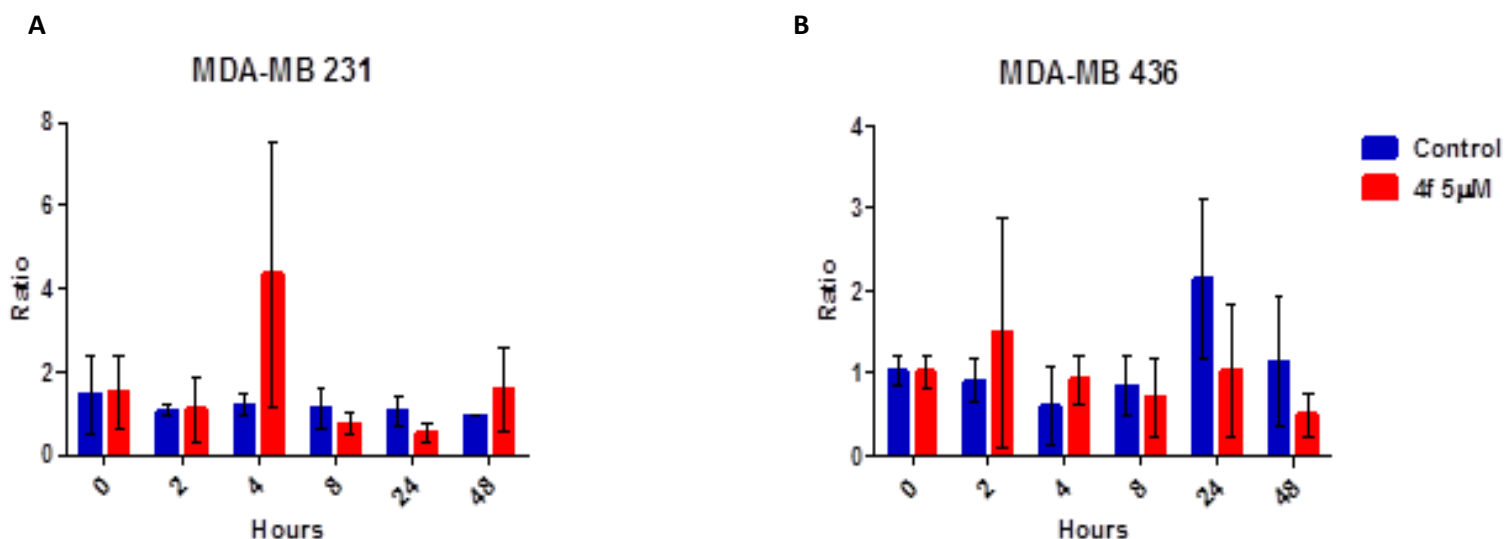 A
MDA-MB 231
8
6
4
2
0
Ratio
0 2 4 8 24 48
Hours
B
MDA-MB 436
4
3
2
1
0
Ratio
0 2 4 8 24 48
Hours
Control
4f 5µM